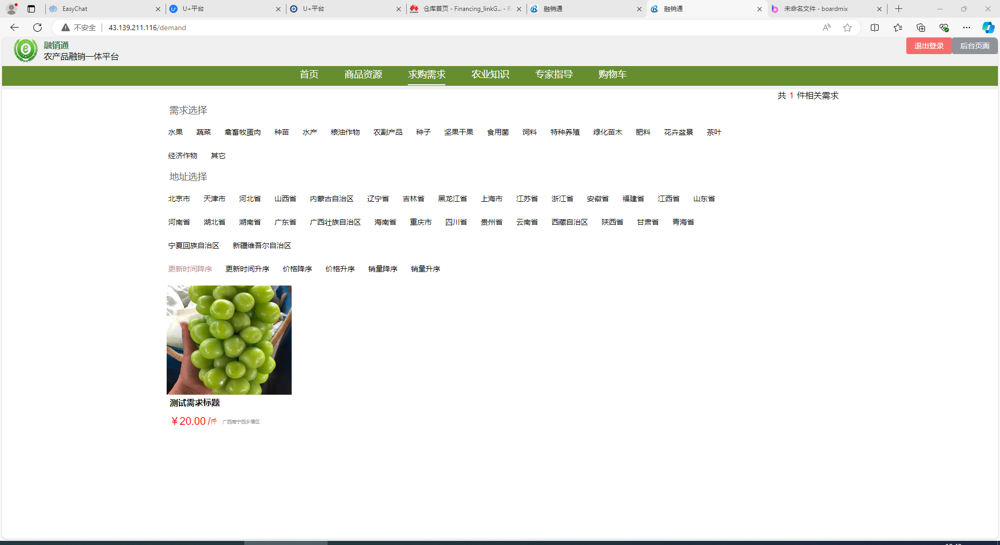 EasyChat
U+平台
U+平台
仓库首页 - Financing_linkG... - R
融销通
融销通
未命名文件 - boardmix
不安全
43.139.211.116/demand
融销通
农产品融销一体平台
退出登录
后台页面
首页 商品资源 求购需求 农业知识 专家指导 购物车
共 1 件相关需求
需求选择
水果 蔬菜 禽畜牧蛋肉 种苗 水产 粮油作物 农副产品 种子 坚果干果 食用菌 饲料 特种养殖 绿化苗木 肥料 花卉盆景 茶叶
经济作物 其它
地址选择
北京市 天津市 河北省 山西省 内蒙古自治区 辽宁省 吉林省 黑龙江省 上海市 江苏省 浙江省 安徽省 福建省 江西省 山东省
河南省 湖北省 湖南省 广东省 广西壮族自治区 海南省 重庆市 四川省 贵州省 云南省 西藏自治区 陕西省 甘肃省 青海省
宁夏回族自治区 新疆维吾尔自治区
更新时间降序 更新时间升序 价格降序 价格升序 销量降序 销量升序
测试需求标题
￥20.00 /斤 广西南宁西乡塘区